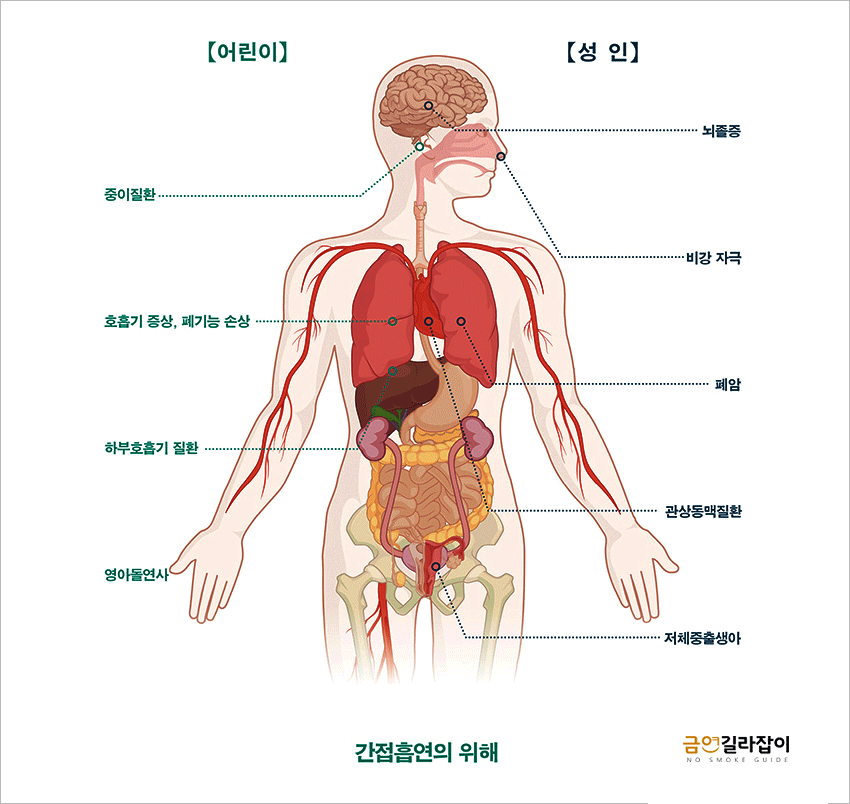 【어린이】
【성 인】
뇌졸증
중이질환
비강 자극
호흡기 증상, 폐기능 손상
폐암
하부호흡기 질환
관상동맥질환
영아돌연사
저체중출생아
간접흡연의 위해
금연길라잡이
NO SMOKE GUIDE